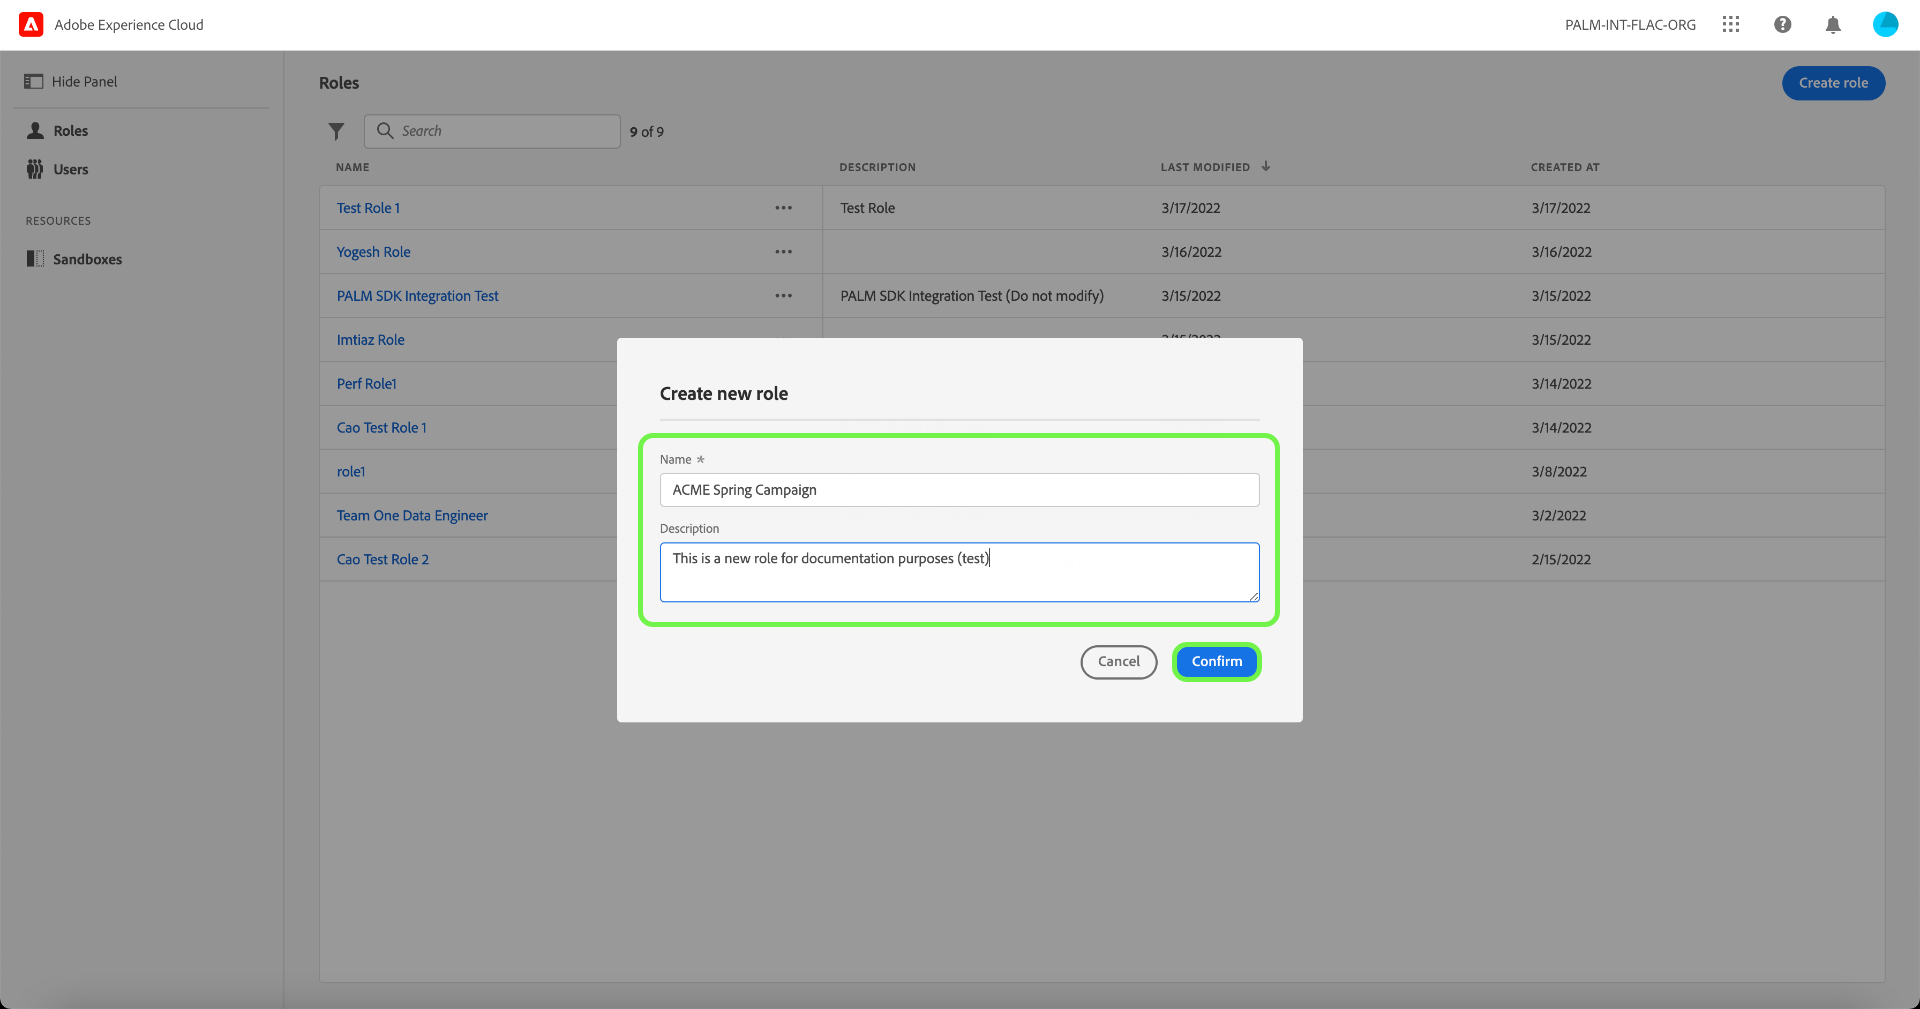 Adobe Experience Cloud
PALM-INT-FLAC-ORG
Hide Panel
Roles
Users
RESOURCES
Sandboxes
Roles
Create role
Search
9 of 9
NAME DESCRIPTION LAST MODIFIED CREATED AT
Test Role 1 Test Role 3/17/2022 3/17/2022
Yogesh Role 3/16/2022 3/16/2022
PALM SDK Integration Test PALM SDK Integration Test (Do not modify) 3/15/2022 3/15/2022
Imtiaz Role 3/15/2022 3/15/2022
Perf Role1 3/14/2022
Cao Test Role 1 3/14/2022
role1 3/8/2022
Team One Data Engineer 3/2/2022
Cao Test Role 2 2/15/2022
Create new role
Name *
ACME Spring Campaign
Description
This is a new role for documentation purposes (test)
Cancel
Confirm